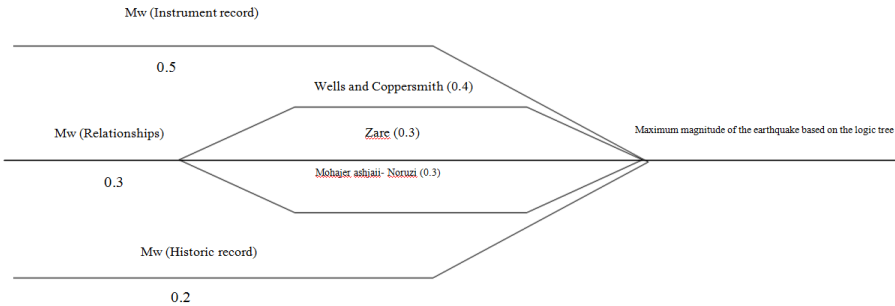 Mw (Instrument record)
0.5
Wells and Coppersmith (0.4)
Mw (Relationships)
Zare (0.3)
Maximum magnitude of the earthquake based on the logic tree
0.3
Mohajer ashjaii- Noruzi (0.3)
Mw (Historic record)
0.2